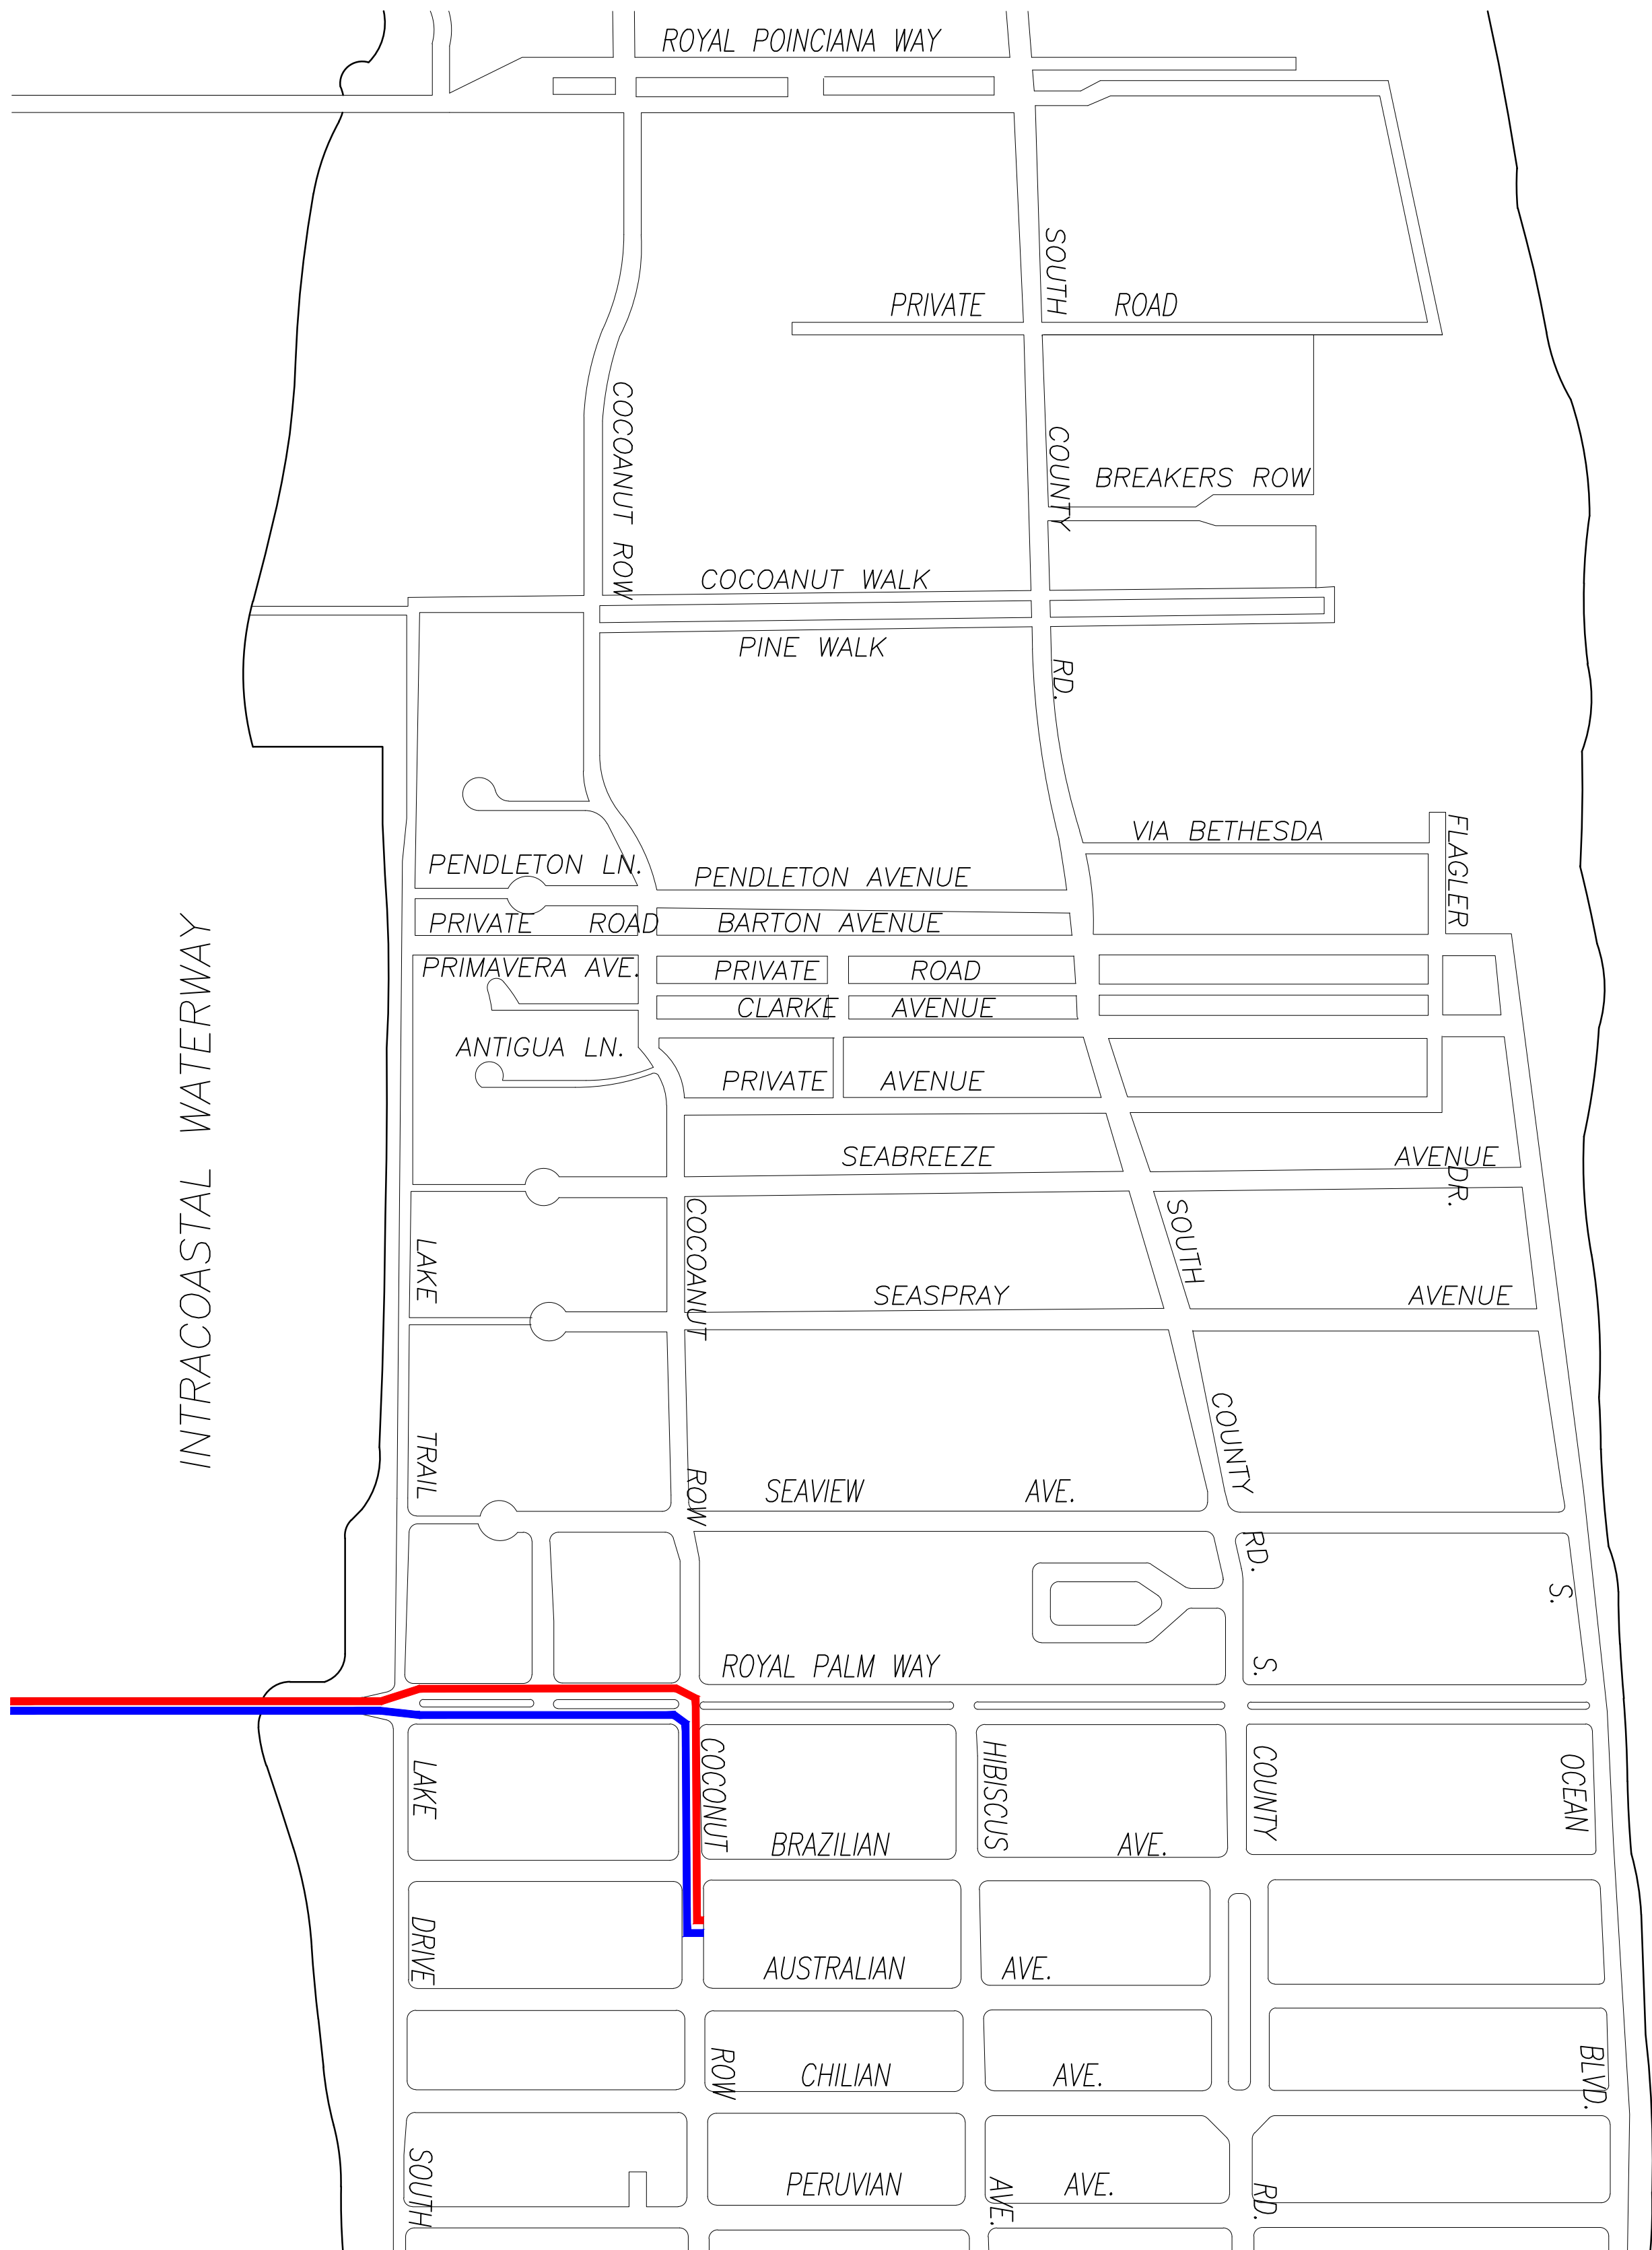 ROYAL POINCIANA WAY
SOUTH
PRIVATE ROAD
COCOANUT ROW
COUNTY
BREAKERS ROW
COCOANUT WALK
PINE WALK
RD.
VIA BETHESDA
FLAGLER
PENDLETON LN.
PENDLETON AVENUE
PRIVATE ROAD
BARTON AVENUE
PRIMAVERA AVE.
PRIVATE ROAD
CLARKE AVENUE
ANTIGUA LN.
PRIVATE AVENUE
INTRACOASTAL WATERWAY
SEABREEZE AVENUE
DR.
COCOANUT
SOUTH
LAKE
SEASPRAY AVENUE
COUNTY
TRAIL
ROW
SEAVIEW AVE.
RD.
S.
ROYAL PALM WAY
S.
LAKE
COCONUT
HIBISCUS
COUNTY
OCEAN
BRAZILIAN AVE.
DRIVE
AUSTRALIAN AVE.
ROW
CHILIAN AVE.
BLVD.
SOUTH
PERUVIAN AVE.
AVE.
RD.